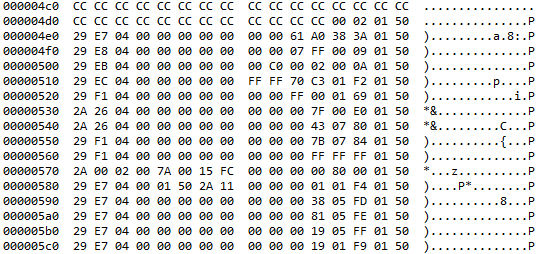 000004c0 CC CC CC CC CC CC CC CC CC CC CC CC CC CC CC CC ................
000004d0 CC CC CC CC CC CC CC CC CC CC CC CC 00 02 01 50 ...............P
000004e0 29 E7 04 00 00 00 00 00 00 00 61 A0 38 3A 01 50 ).........a.8:.P
000004f0 29 E8 04 00 00 00 00 00 00 00 07 FF 00 09 01 50 )..............P
00000500 29 EB 04 00 00 00 00 00 00 C0 00 02 00 0A 01 50 )..............P
00000510 29 EC 04 00 00 00 00 00 FF FF 70 C3 01 F2 01 50 ).........p....P
00000520 29 F1 04 00 00 00 00 00 00 00 FF 00 01 69 01 50 )............i.P
00000530 2A 26 04 00 00 00 00 00 00 00 7F 00 E0 01 50 *&.............P
00000540 2A 26 04 00 00 00 00 00 00 00 43 07 80 01 50 *&........C...P
00000550 29 F1 04 00 00 00 00 00 00 00 7B 07 84 01 50 ).........{...P
00000560 29 F1 04 00 00 00 00 00 00 00 FF FF FF 01 50 )..............P
00000570 2A 00 02 00 7A 00 15 FC 00 00 00 00 80 00 01 50 *...z..........P
00000580 29 E7 04 00 01 50 2A 11 00 00 00 01 01 F4 01 50 )....P*........P
00000590 29 E7 04 00 00 00 00 00 00 00 00 38 05 FD 01 50 )..........8...P
000005a0 29 E7 04 00 00 00 00 00 00 00 00 81 05 FE 01 50 )..............P
000005b0 29 E7 04 00 00 00 00 00 00 00 00 19 05 FF 01 50 )..............P
000005c0 29 E7 04 00 00 00 00 00 00 00 00 19 01 F9 01 50 )..............P